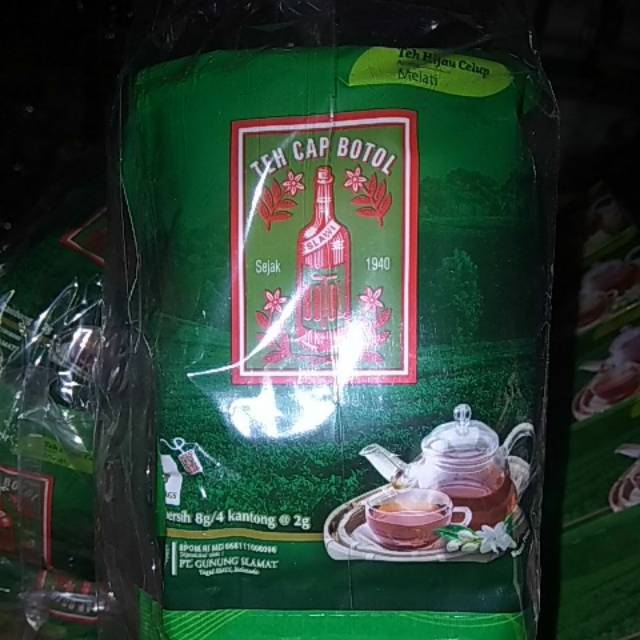 Teh Hijau Celup
Melati
TEH CAP BOTOL
SLAWI
Sejak 1940
ersih 8g/4 kantong @ 2g
PT. GUNUNG SLAMAT